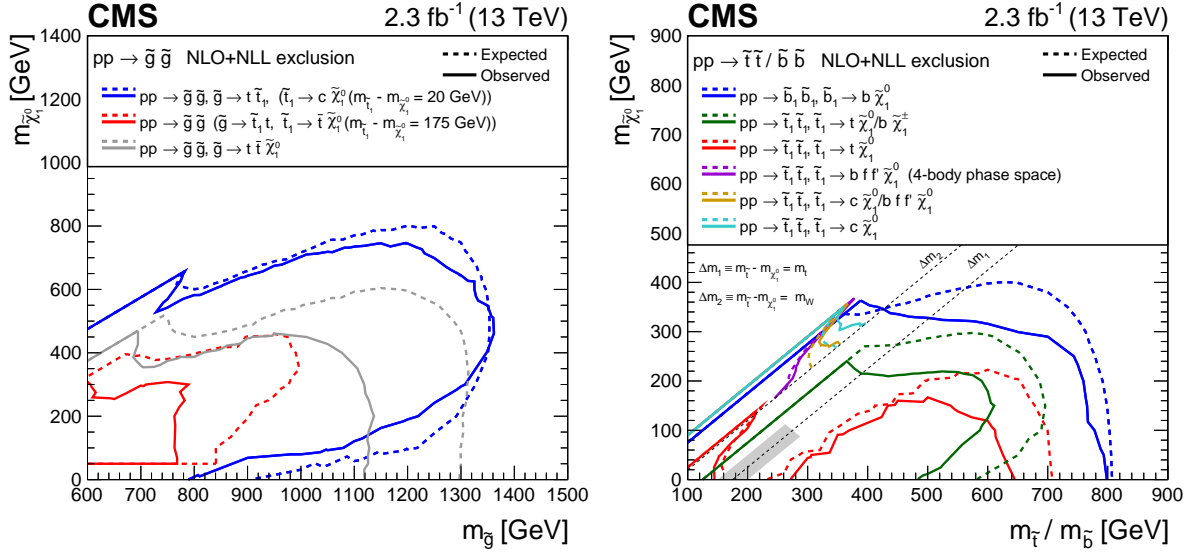 CMS 2.3 fb⁻¹ (13 TeV)
pp → g̃ g̃ NLO+NLL exclusion
Expected
Observed
pp → g̃ g̃, g̃ → t t̃₁, (t̃₁ → c χ̃₁⁰ (m_t̃₁ - m_χ̃₁⁰ = 20 GeV))
pp → g̃ g̃ (g̃ → t̃₁ t, t̃₁ → t̄ χ̃₁⁰ (m_t̃₁ - m_χ̃₁⁰ = 175 GeV))
pp → g̃ g̃, g̃ → t t̄ χ̃₁⁰
m_χ̃₁⁰ [GeV]
1400
1200
1000
800
600
400
200
0
600 700 800 900 1000 1100 1200 1300 1400 1500
m_g̃ [GeV]
CMS 2.3 fb⁻¹ (13 TeV)
pp → t̃ t̃ / b̃ b̃ NLO+NLL exclusion
Expected
Observed
pp → b̃₁ b̃₁, b̃₁ → b χ̃₁⁰
pp → t̃₁ t̃₁, t̃₁ → t χ̃₁⁰/b χ̃₁±
pp → t̃₁ t̃₁, t̃₁ → t χ̃₁⁰
pp → t̃₁ t̃₁, t̃₁ → b f f' χ̃₁⁰ (4-body phase space)
pp → t̃₁ t̃₁, t̃₁ → c χ̃₁⁰/b f f' χ̃₁⁰
pp → t̃₁ t̃₁, t̃₁ → c χ̃₁⁰
Δm₂
Δm₁
Δm₁ ≡ m_t̃ - m_χ₁⁰ = m_t
Δm₂ ≡ m_t̃ - m_χ₁⁰ = m_W
m_χ̃₁⁰ [GeV]
900
800
700
600
500
400
300
200
100
0
100 200 300 400 500 600 700 800 900
m_t̃ / m_b̃ [GeV]